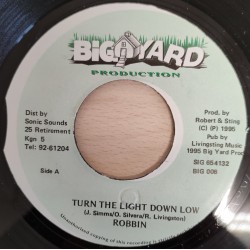 BiG YARD
PRODUCTION
Dist by
Sonic Sounds
25 Retirement
Kgn 5
Tel: 92-61204
Prod. by
Robert & Sting
(C) (P) 1995
Pub by
Livingsting Music
1995 Big Yard Prod
Side A
BIG 654132
BIG 006
TURN THE LIGHT DOWN LOW
(J. Simms/O. Silvera/R. Livingston)
ROBBIN